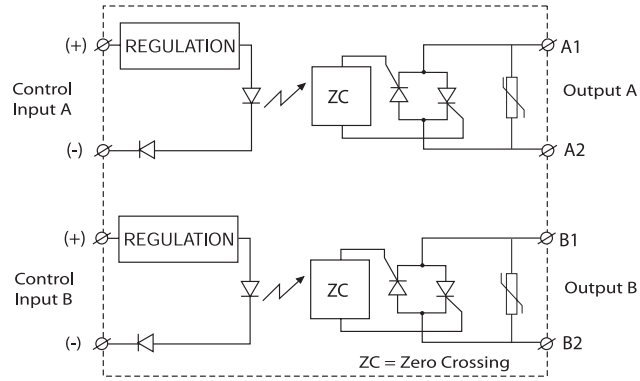 (+)
REGULATION
A1
Control
Input A
ZC
Output A
(-)
A2
(+)
REGULATION
B1
Control
Input B
ZC
Output B
(-)
B2
ZC = Zero Crossing